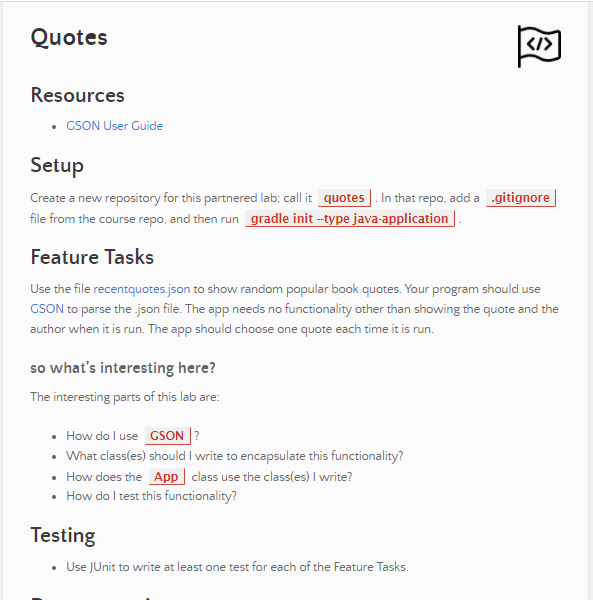 Quotes
</>
Resources
GSON User Guide
Setup
Create a new repository for this partnered lab; call it quotes . In that repo, add a .gitignore
file from the course repo, and then run gradle init --type java-application .
Feature Tasks
Use the file recentquotes.json to show random popular book quotes. Your program should use
GSON to parse the .json file. The app needs no functionality other than showing the quote and the
author when it is run. The app should choose one quote each time it is run.
so what's interesting here?
The interesting parts of this lab are:
How do I use GSON ?
What class(es) should I write to encapsulate this functionality?
How does the App class use the class(es) I write?
How do I test this functionality?
Testing
Use JUnit to write at least one test for each of the Feature Tasks.